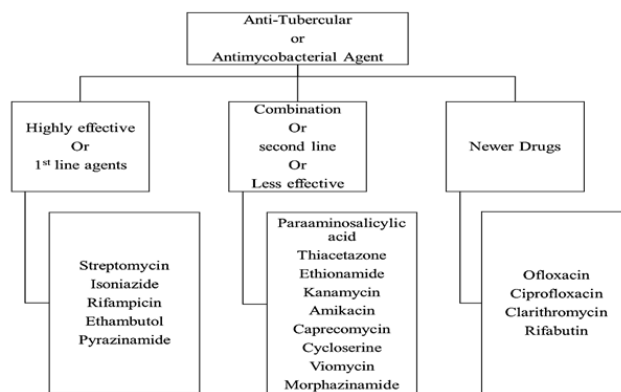 Anti-Tubercular
or
Antimycobacterial Agent
Highly effective
Or
1st line agents
Combination
Or
second line
Or
Less effective
Newer Drugs
Streptomycin
Isoniazide
Rifampicin
Ethambutol
Pyrazinamide
Paraaminosalicylic
acid
Thiacetazone
Ethionamide
Kanamycin
Amikacin
Caprecomycin
Cycloserine
Viomycin
Morphazinamide
Ofloxacin
Ciprofloxacin
Clarithromycin
Rifabutin